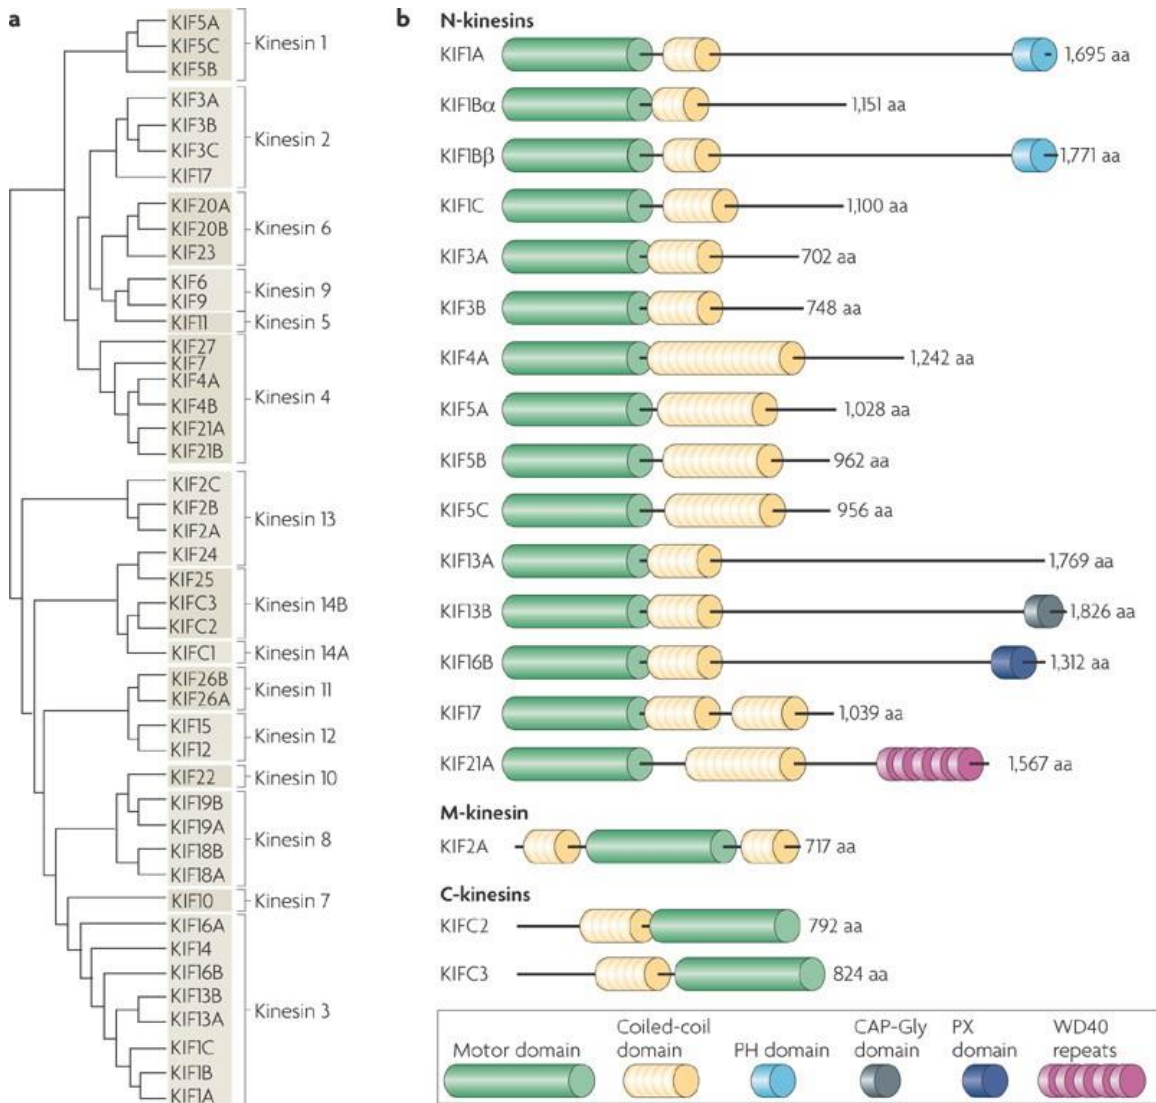 a
KIF5A
KIF5C
KIF5B
Kinesin 1
KIF3A
KIF3B
KIF3C
KIF17
Kinesin 2
KIF20A
KIF20B
KIF23
Kinesin 6
KIF6
KIF9
Kinesin 9
KIF11
Kinesin 5
KIF27
KIF7
KIF4A
KIF4B
KIF21A
KIF21B
Kinesin 4
KIF2C
KIF2B
KIF2A
KIF24
Kinesin 13
KIF25
KIFC3
KIFC2
Kinesin 14B
KIFC1
Kinesin 14A
KIF26B
KIF26A
Kinesin 11
KIF15
KIF12
Kinesin 12
KIF22
Kinesin 10
KIF19B
KIF19A
KIF18B
KIF18A
Kinesin 8
KIF10
Kinesin 7
KIF16A
KIF14
KIF16B
KIF13B
KIF13A
KIF1C
KIF1B
KIF1A
Kinesin 3
b
N-kinesins
KIF1A 1,695 aa
KIF1Bα 1,151 aa
KIF1Bβ 1,771 aa
KIF1C 1,100 aa
KIF3A 702 aa
KIF3B 748 aa
KIF4A 1,242 aa
KIF5A 1,028 aa
KIF5B 962 aa
KIF5C 956 aa
KIF13A 1,769 aa
KIF13B 1,826 aa
KIF16B 1,312 aa
KIF17 1,039 aa
KIF21A 1,567 aa
M-kinesin
KIF2A 717 aa
C-kinesins
KIFC2 792 aa
KIFC3 824 aa
Motor domain
Coiled-coil
domain
PH domain
CAP-Gly
domain
PX
domain
WD40
repeats